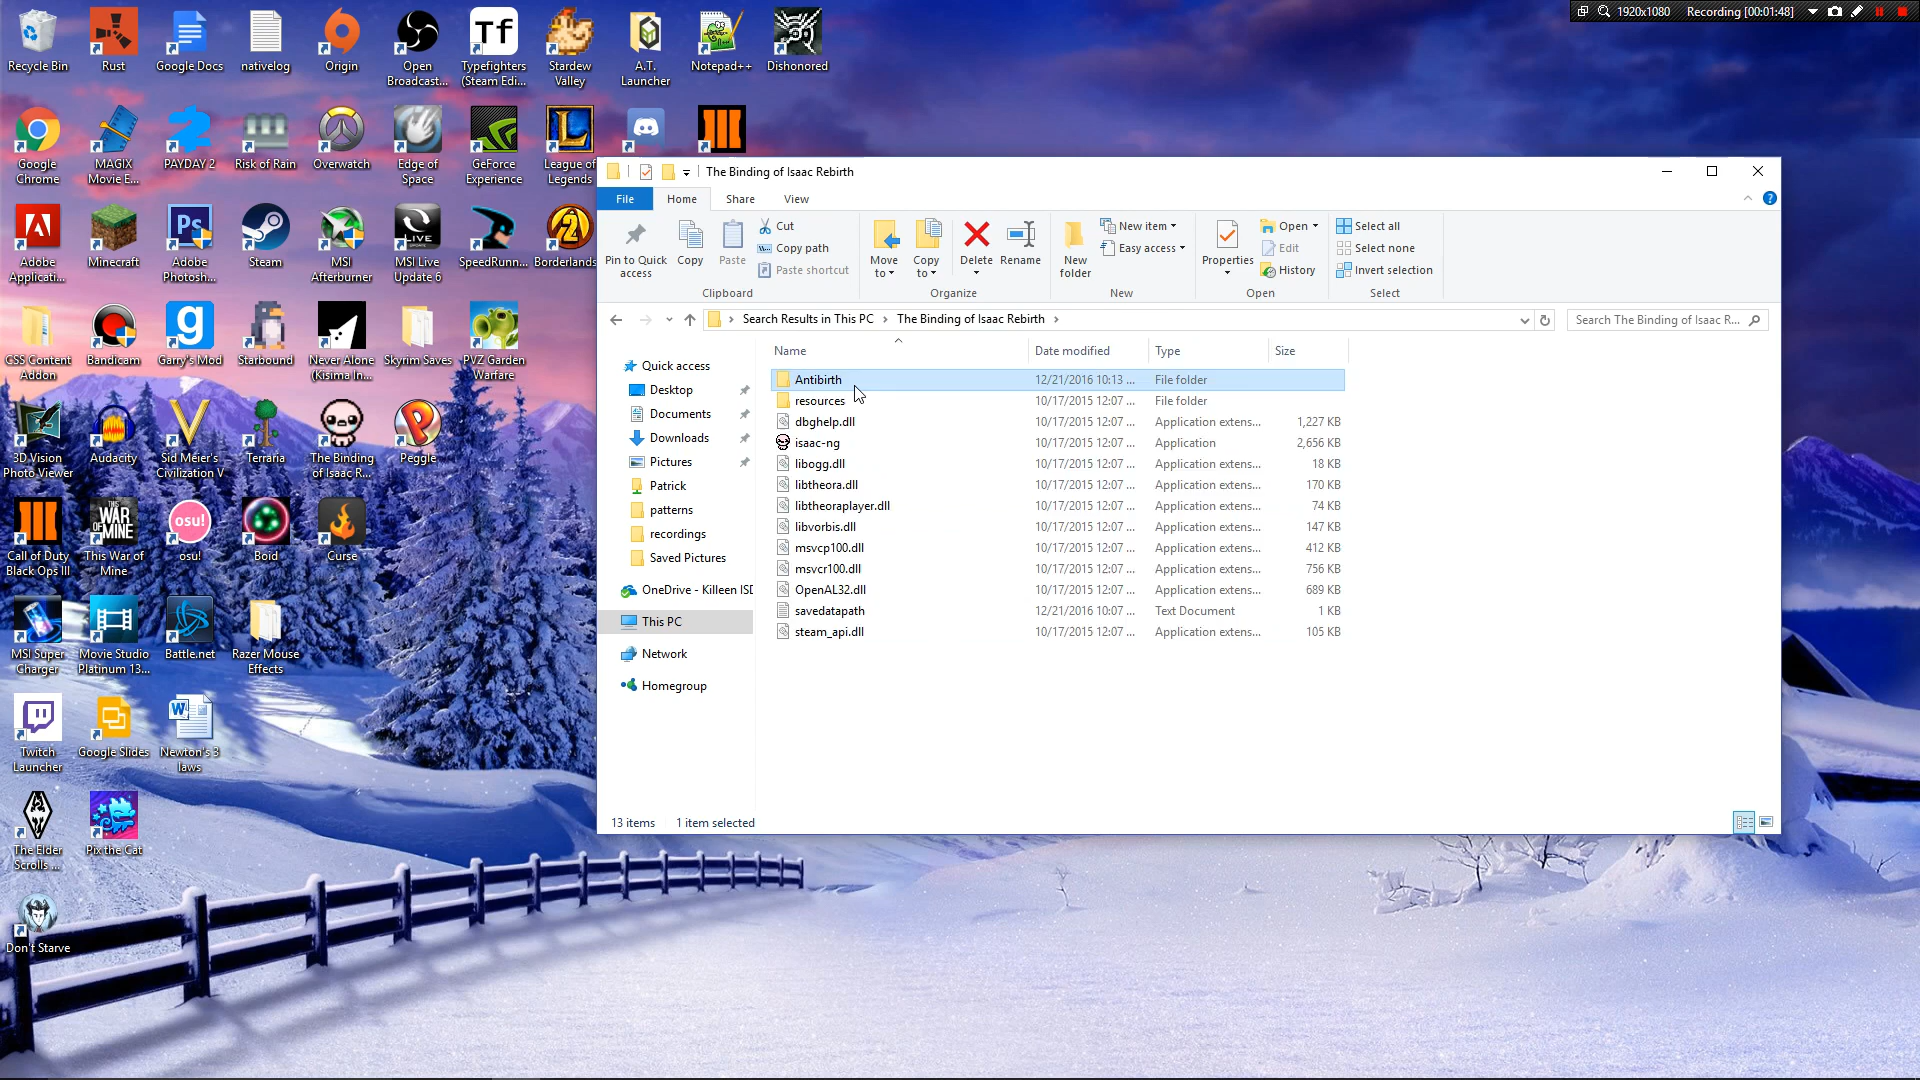 1920x1080 Recording [00:01:48]
Recycle Bin
Rust
Google Docs
nativelog
Origin
Open
Broadcast...
Typefighters
(Steam Edi...
Stardew
Valley
A.T.
Launcher
Notepad++
Dishonored
Google
Chrome
MAGIX
Movie E...
PAYDAY 2
Risk of Rain
Overwatch
Edge of
Space
GeForce
Experience
League of
Legends
Adobe
Applicati...
Minecraft
Adobe
Photosh...
Steam
MSI
Afterburner
MSI Live
Update 6
SpeedRunn...
Borderlands
CSS Content
Addon
Bandicam
Garry's Mod
Starbound
Never Alone
(Kisima In...
Skyrim Saves
PVZ Garden
Warfare
3D Vision
Photo Viewer
Audacity
Sid Meier's
Civilization V
Terraria
The Binding
of Isaac R...
Peggle
Call of Duty
Black Ops III
This War of
Mine
osu!
Boid
Curse
MSI Super
Charger
Movie Studio
Platinum 13...
Battle.net
Razer Mouse
Effects
Twitch
Launcher
Google Slides
Newton's 3
laws
The Elder
Scrolls ...
Pix the Cat
Don't Starve
Tf
Ps
LIVE
UPDATE 6
THIS
WAR
OF MINE
osu!
The Binding of Isaac Rebirth
File Home Share View
Pin to Quick
access
Copy
Paste
Cut
Copy path
Paste shortcut
Clipboard
Move
to
Copy
to
Delete
Rename
Organize
New
folder
New item
Easy access
New
Properties
Open
Edit
History
Open
Select all
Select none
Invert selection
Select
Search Results in This PC The Binding of Isaac Rebirth
Search The Binding of Isaac R...
Quick access
Desktop
Documents
Downloads
Pictures
Patrick
patterns
recordings
Saved Pictures
OneDrive - Killeen ISD
This PC
Network
Homegroup
Name Date modified Type Size
Antibirth 12/21/2016 10:13 ... File folder
resources 10/17/2015 12:07 ... File folder
dbghelp.dll 10/17/2015 12:07 ... Application extens... 1,227 KB
isaac-ng 10/17/2015 12:07 ... Application 2,656 KB
libogg.dll 10/17/2015 12:07 ... Application extens... 18 KB
libtheora.dll 10/17/2015 12:07 ... Application extens... 170 KB
libtheoraplayer.dll 10/17/2015 12:07 ... Application extens... 74 KB
libvorbis.dll 10/17/2015 12:07 ... Application extens... 147 KB
msvcp100.dll 10/17/2015 12:07 ... Application extens... 412 KB
msvcr100.dll 10/17/2015 12:07 ... Application extens... 756 KB
OpenAL32.dll 10/17/2015 12:07 ... Application extens... 689 KB
savedatapath 12/21/2016 10:07 ... Text Document 1 KB
steam_api.dll 10/17/2015 12:07 ... Application extens... 105 KB
13 items 1 item selected